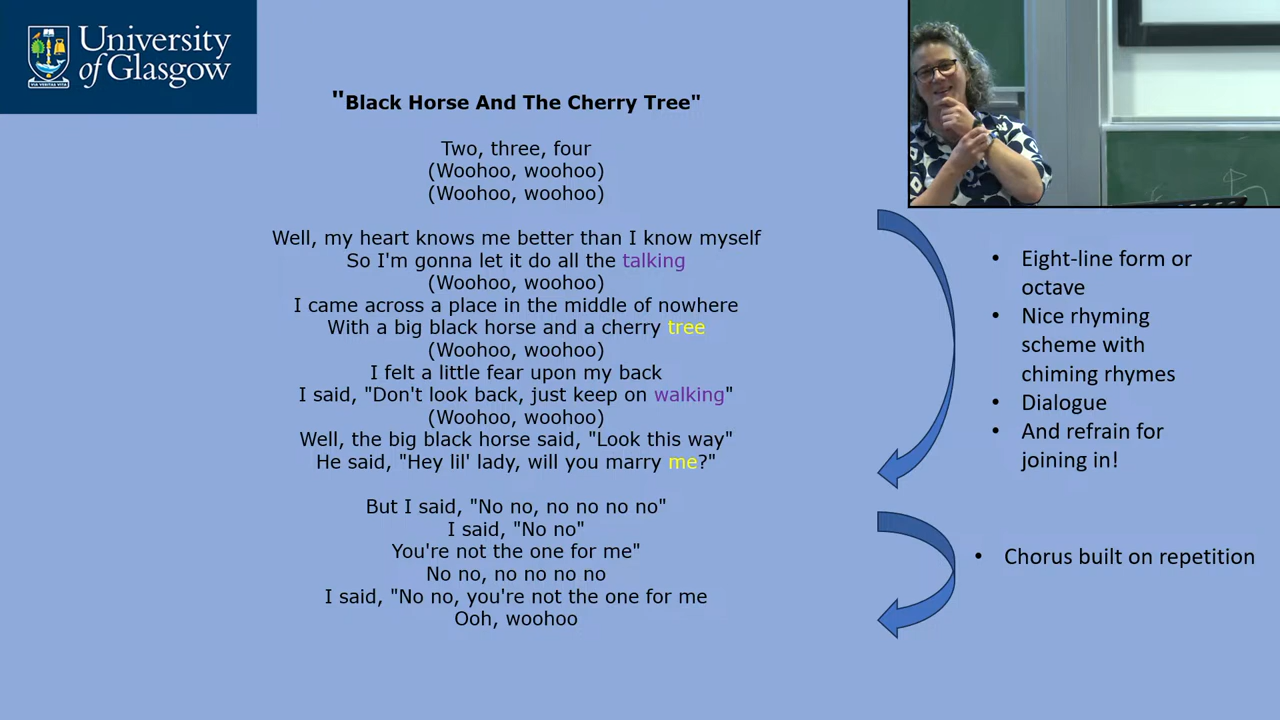 University
of Glasgow
VIA VERITAS VITA
"Black Horse And The Cherry Tree"
Two, three, four
(Woohoo, woohoo)
(Woohoo, woohoo)
Well, my heart knows me better than I know myself
So I'm gonna let it do all the talking
(Woohoo, woohoo)
I came across a place in the middle of nowhere
With a big black horse and a cherry tree
(Woohoo, woohoo)
I felt a little fear upon my back
I said, "Don't look back, just keep on walking"
(Woohoo, woohoo)
Well, the big black horse said, "Look this way"
He said, "Hey lil' lady, will you marry me?"
But I said, "No no, no no no no"
I said, "No no"
You're not the one for me"
No no, no no no no
I said, "No no, you're not the one for me
Ooh, woohoo
• Eight-line form or
octave
• Nice rhyming
scheme with
chiming rhymes
• Dialogue
• And refrain for
joining in!
• Chorus built on repetition